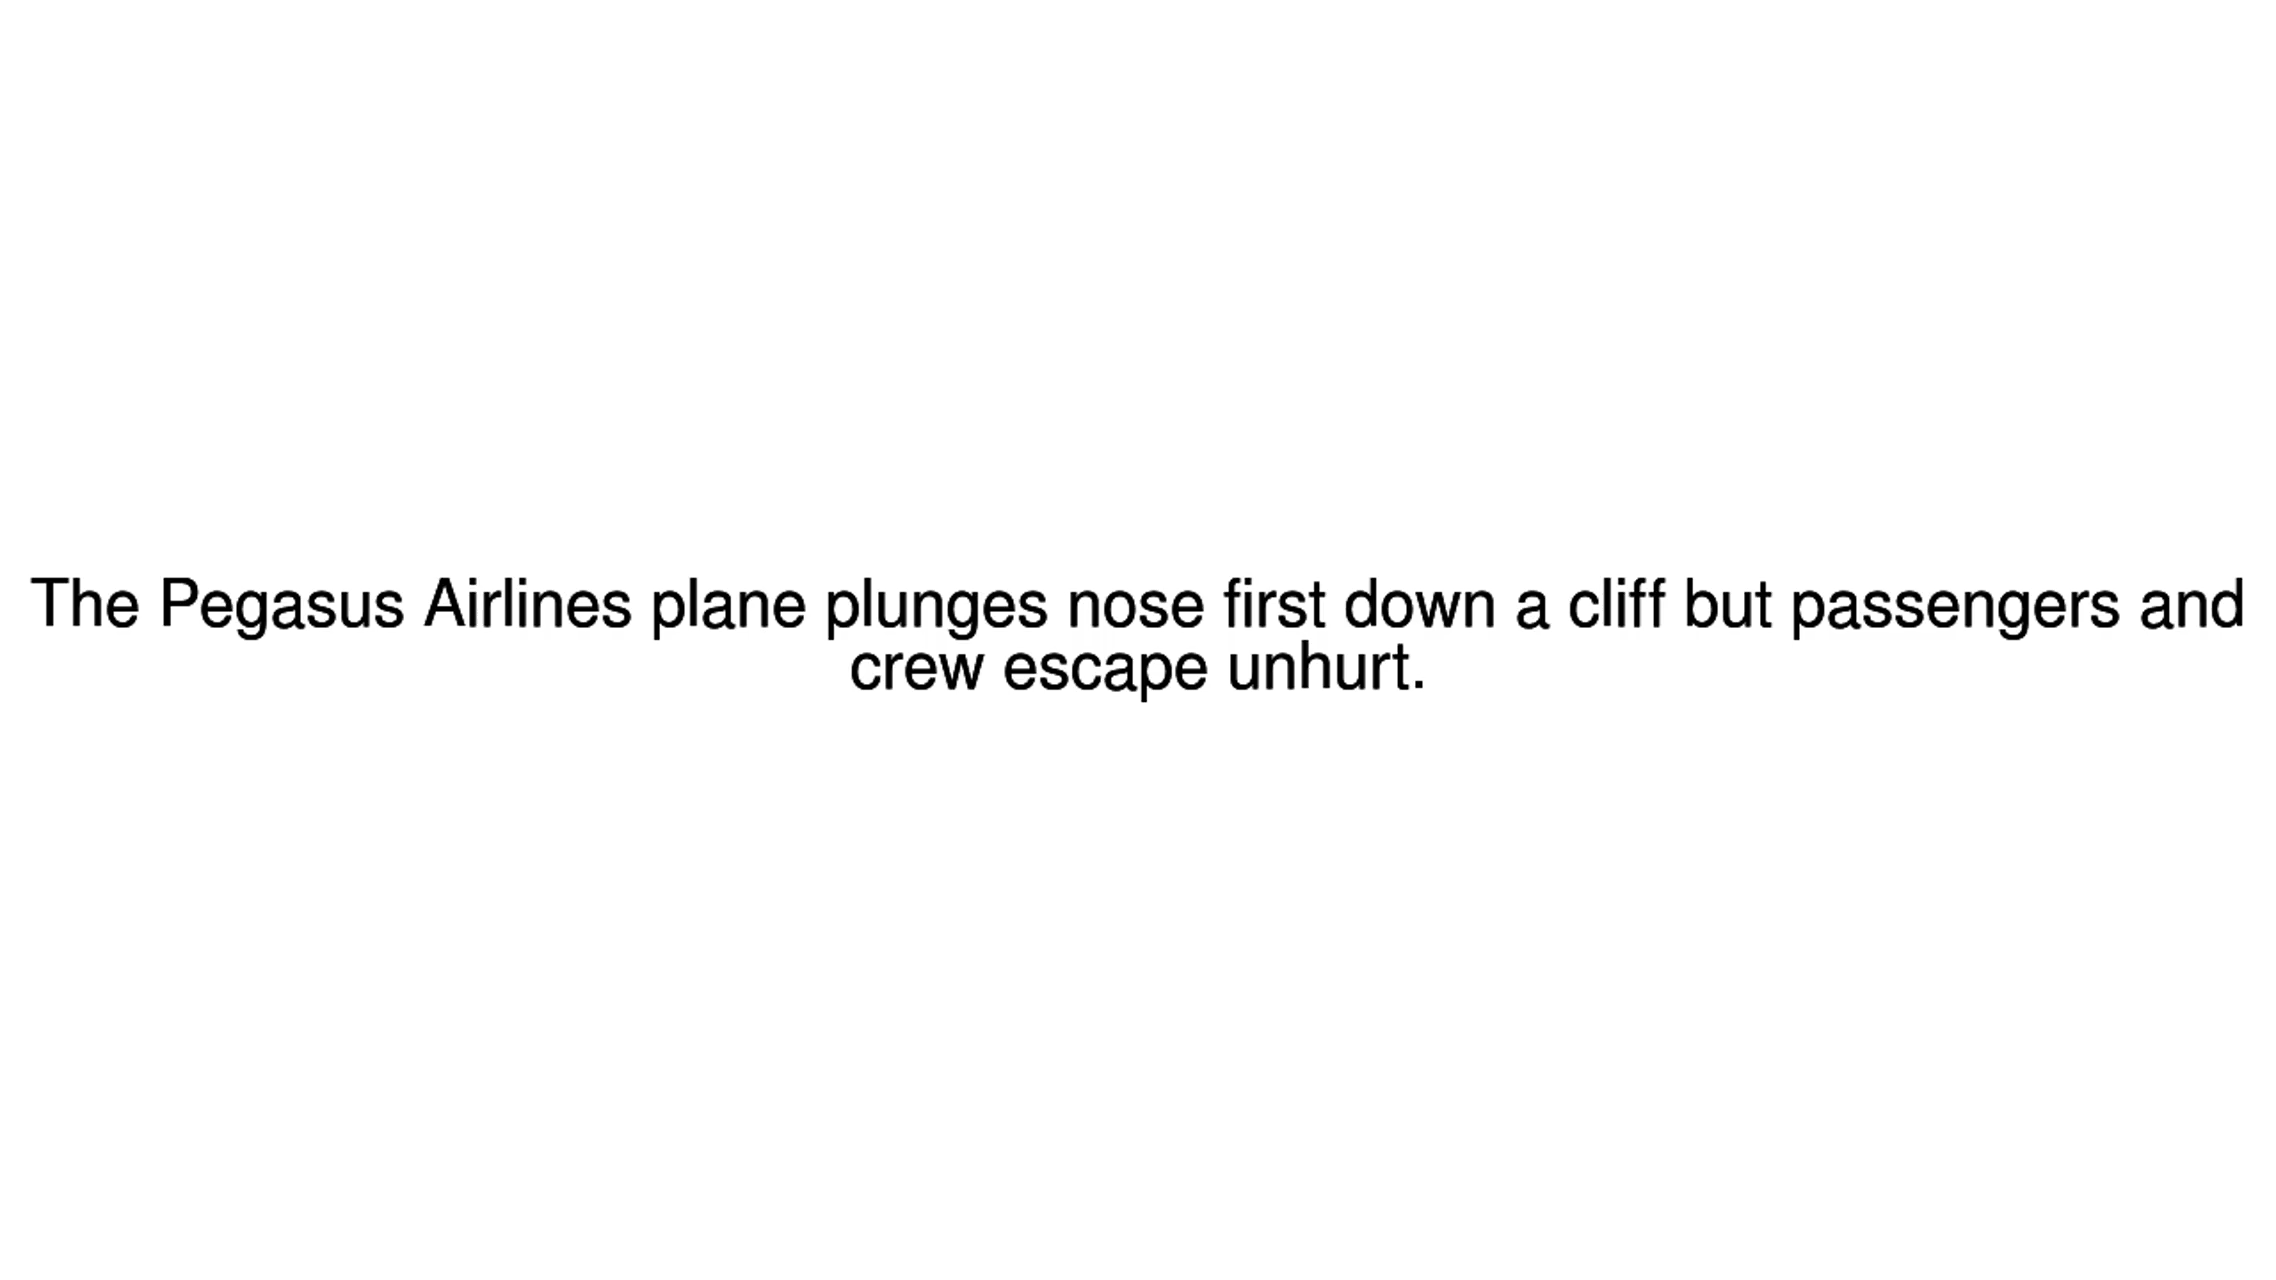 The Pegasus Airlines plane plunges nose first down a cliff but passengers and
crew escape unhurt.